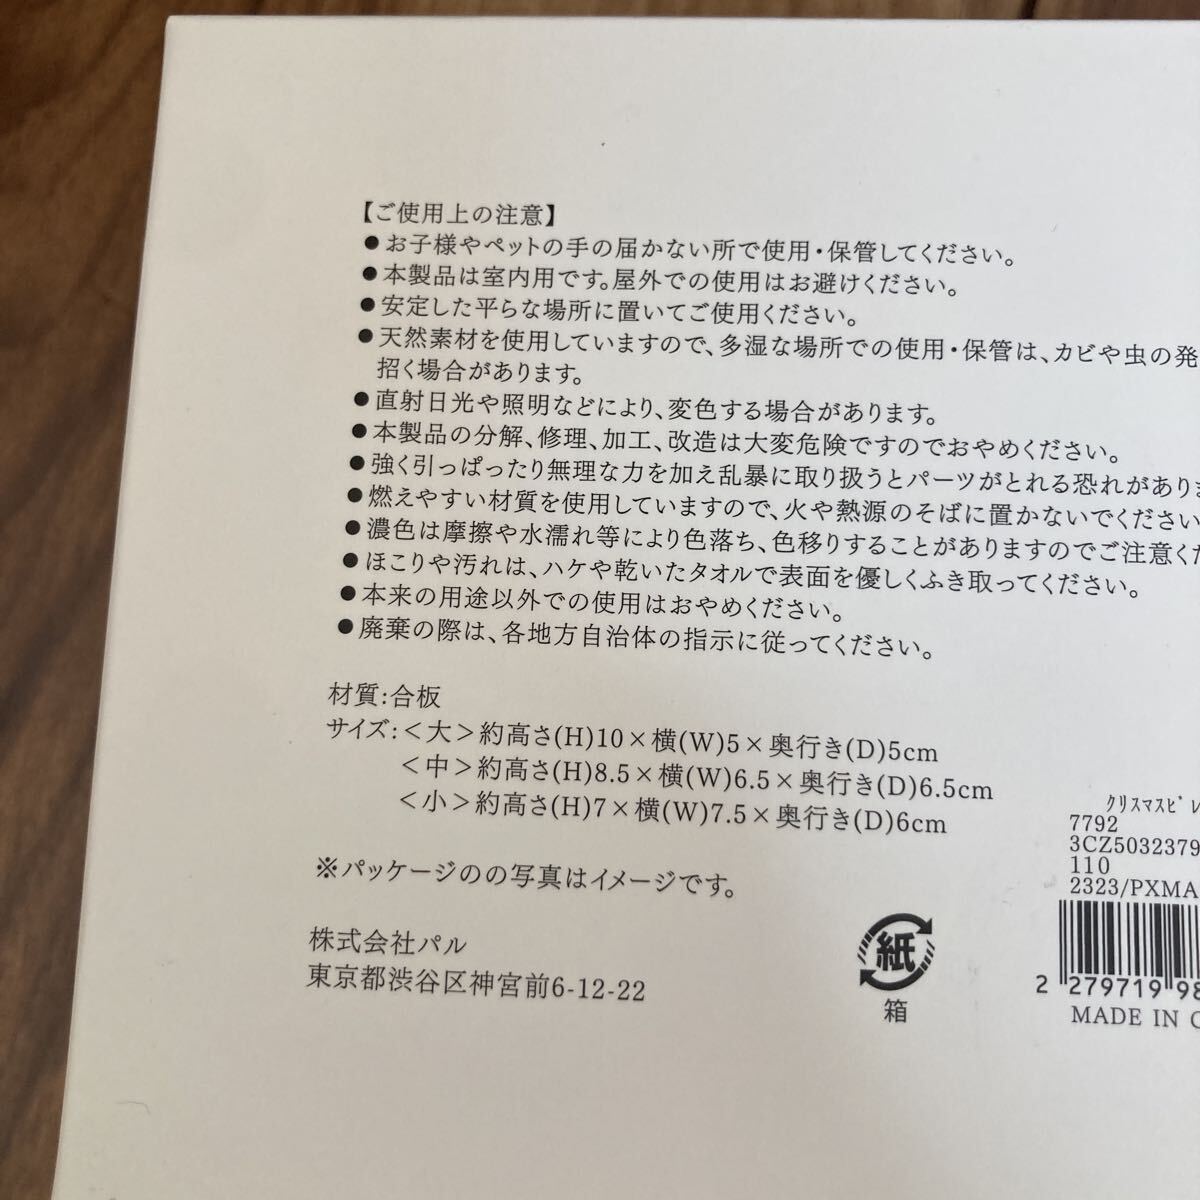 【ご使用上の注意】
●お子様やペットの手の届かない所で使用・保管してください。
●本製品は室内用です。屋外での使用はお避けください。
●安定した平らな場所に置いてご使用ください。
●天然素材を使用していますので、多湿な場所での使用・保管は、カビや虫の発
招く場合があります。
●直射日光や照明などにより、変色する場合があります。
●本製品の分解、修理、加工、改造は大変危険ですのでおやめください。
●強く引っぱったり無理な力を加え乱暴に取り扱うとパーツがとれる恐れがありま
●燃えやすい材質を使用していますので、火や熱源のそばに置かないでください
●濃色は摩擦や水濡れ等により色落ち、色移りすることがありますのでご注意くだ
●ほこりや汚れは、ハケや乾いたタオルで表面を優しくふき取ってください。
●本来の用途以外での使用はおやめください。
●廃棄の際は、各地方自治体の指示に従ってください。
材質:合板
サイズ:＜大＞約高さ(H)10×横(W)5×奥行き(D)5cm
＜中＞約高さ(H)8.5×横(W)6.5×奥行き(D)6.5cm
＜小＞約高さ(H)7×横(W)7.5×奥行き(D)6cm
※パッケージのの写真はイメージです。
株式会社パル
東京都渋谷区神宮前6-12-22
紙
箱
ｸﾘｽﾏｽﾋﾞﾚ
7792
3CZ5032379
110
2323/PXMA
2 279719 98
MADE IN C